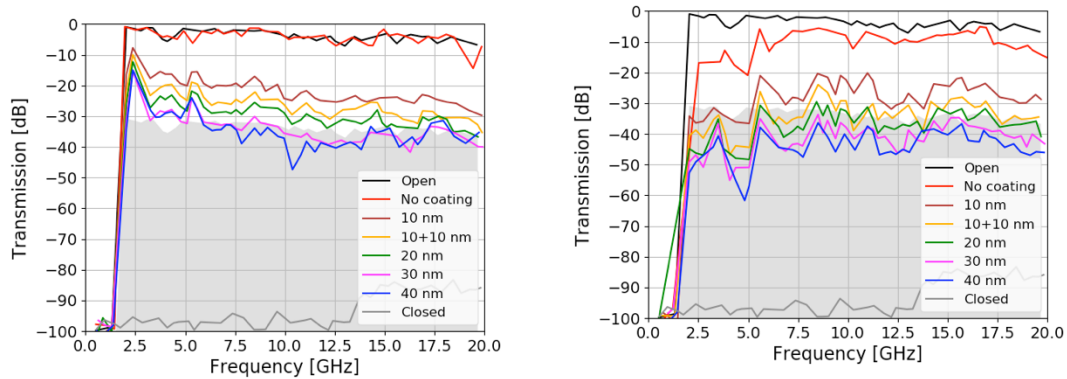 0
−10
−20
−30
−40
−50
−60
−70
−80
−90
−100
Transmission [dB]
0.0 2.5 5.0 7.5 10.0 12.5 15.0 17.5 20.0
Frequency [GHz]
Open
No coating
10 nm
10+10 nm
20 nm
30 nm
40 nm
Closed
0
−10
−20
−30
−40
−50
−60
−70
−80
−90
−100
Transmission [dB]
0.0 2.5 5.0 7.5 10.0 12.5 15.0 17.5 20.0
Frequency [GHz]
Open
No coating
10 nm
10+10 nm
20 nm
30 nm
40 nm
Closed